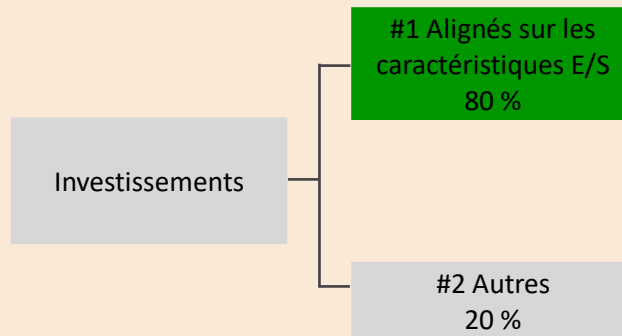 #1 Alignés sur les
caractéristiques E/S
80 %
Investissements
#2 Autres
20 %